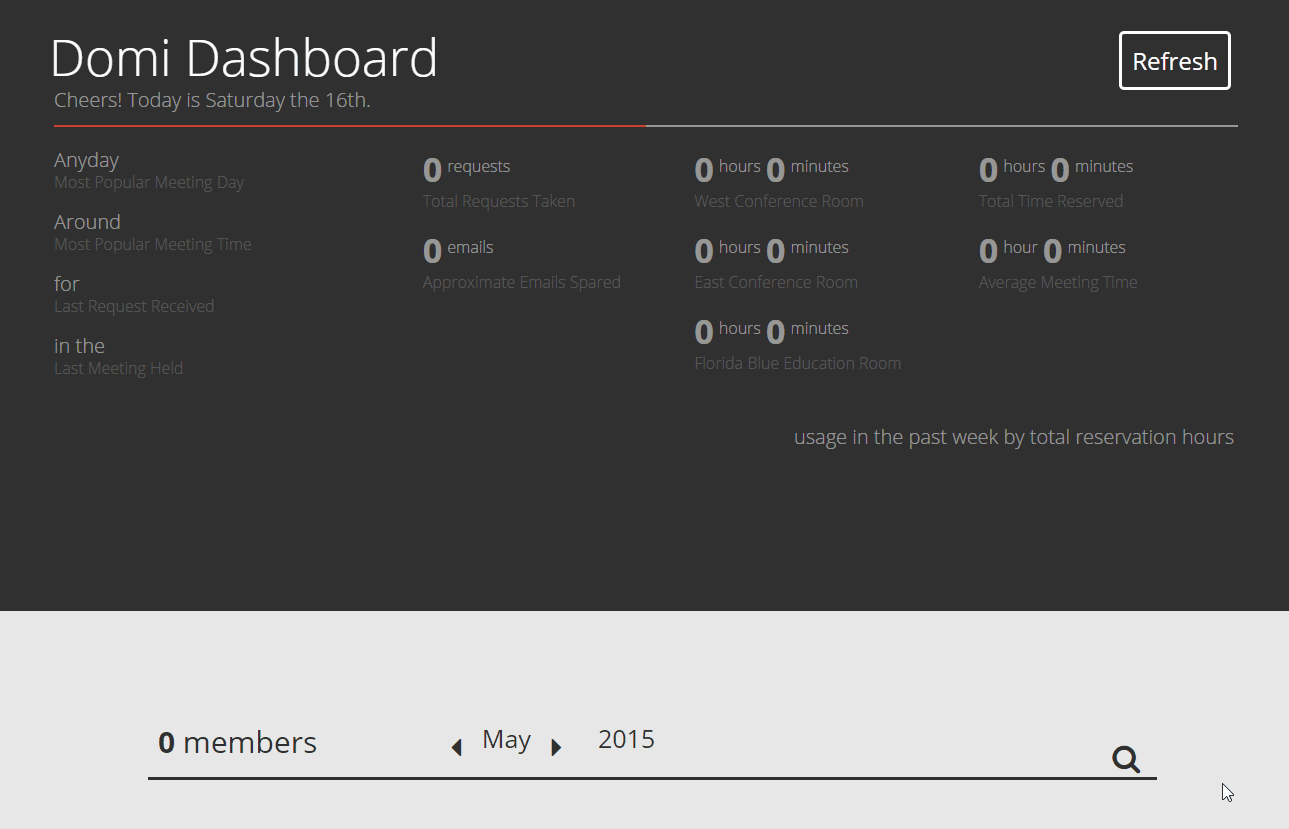 Domi Dashboard
Refresh
Cheers! Today is Saturday the 16th.
Anyday
Most Popular Meeting Day
Around
Most Popular Meeting Time
for
Last Request Received
in the
Last Meeting Held
0 requests
Total Requests Taken
0 emails
Approximate Emails Spared
0 hours 0 minutes
West Conference Room
0 hours 0 minutes
East Conference Room
0 hours 0 minutes
Florida Blue Education Room
0 hours 0 minutes
Total Time Reserved
0 hour 0 minutes
Average Meeting Time
usage in the past week by total reservation hours
0 members
May
2015